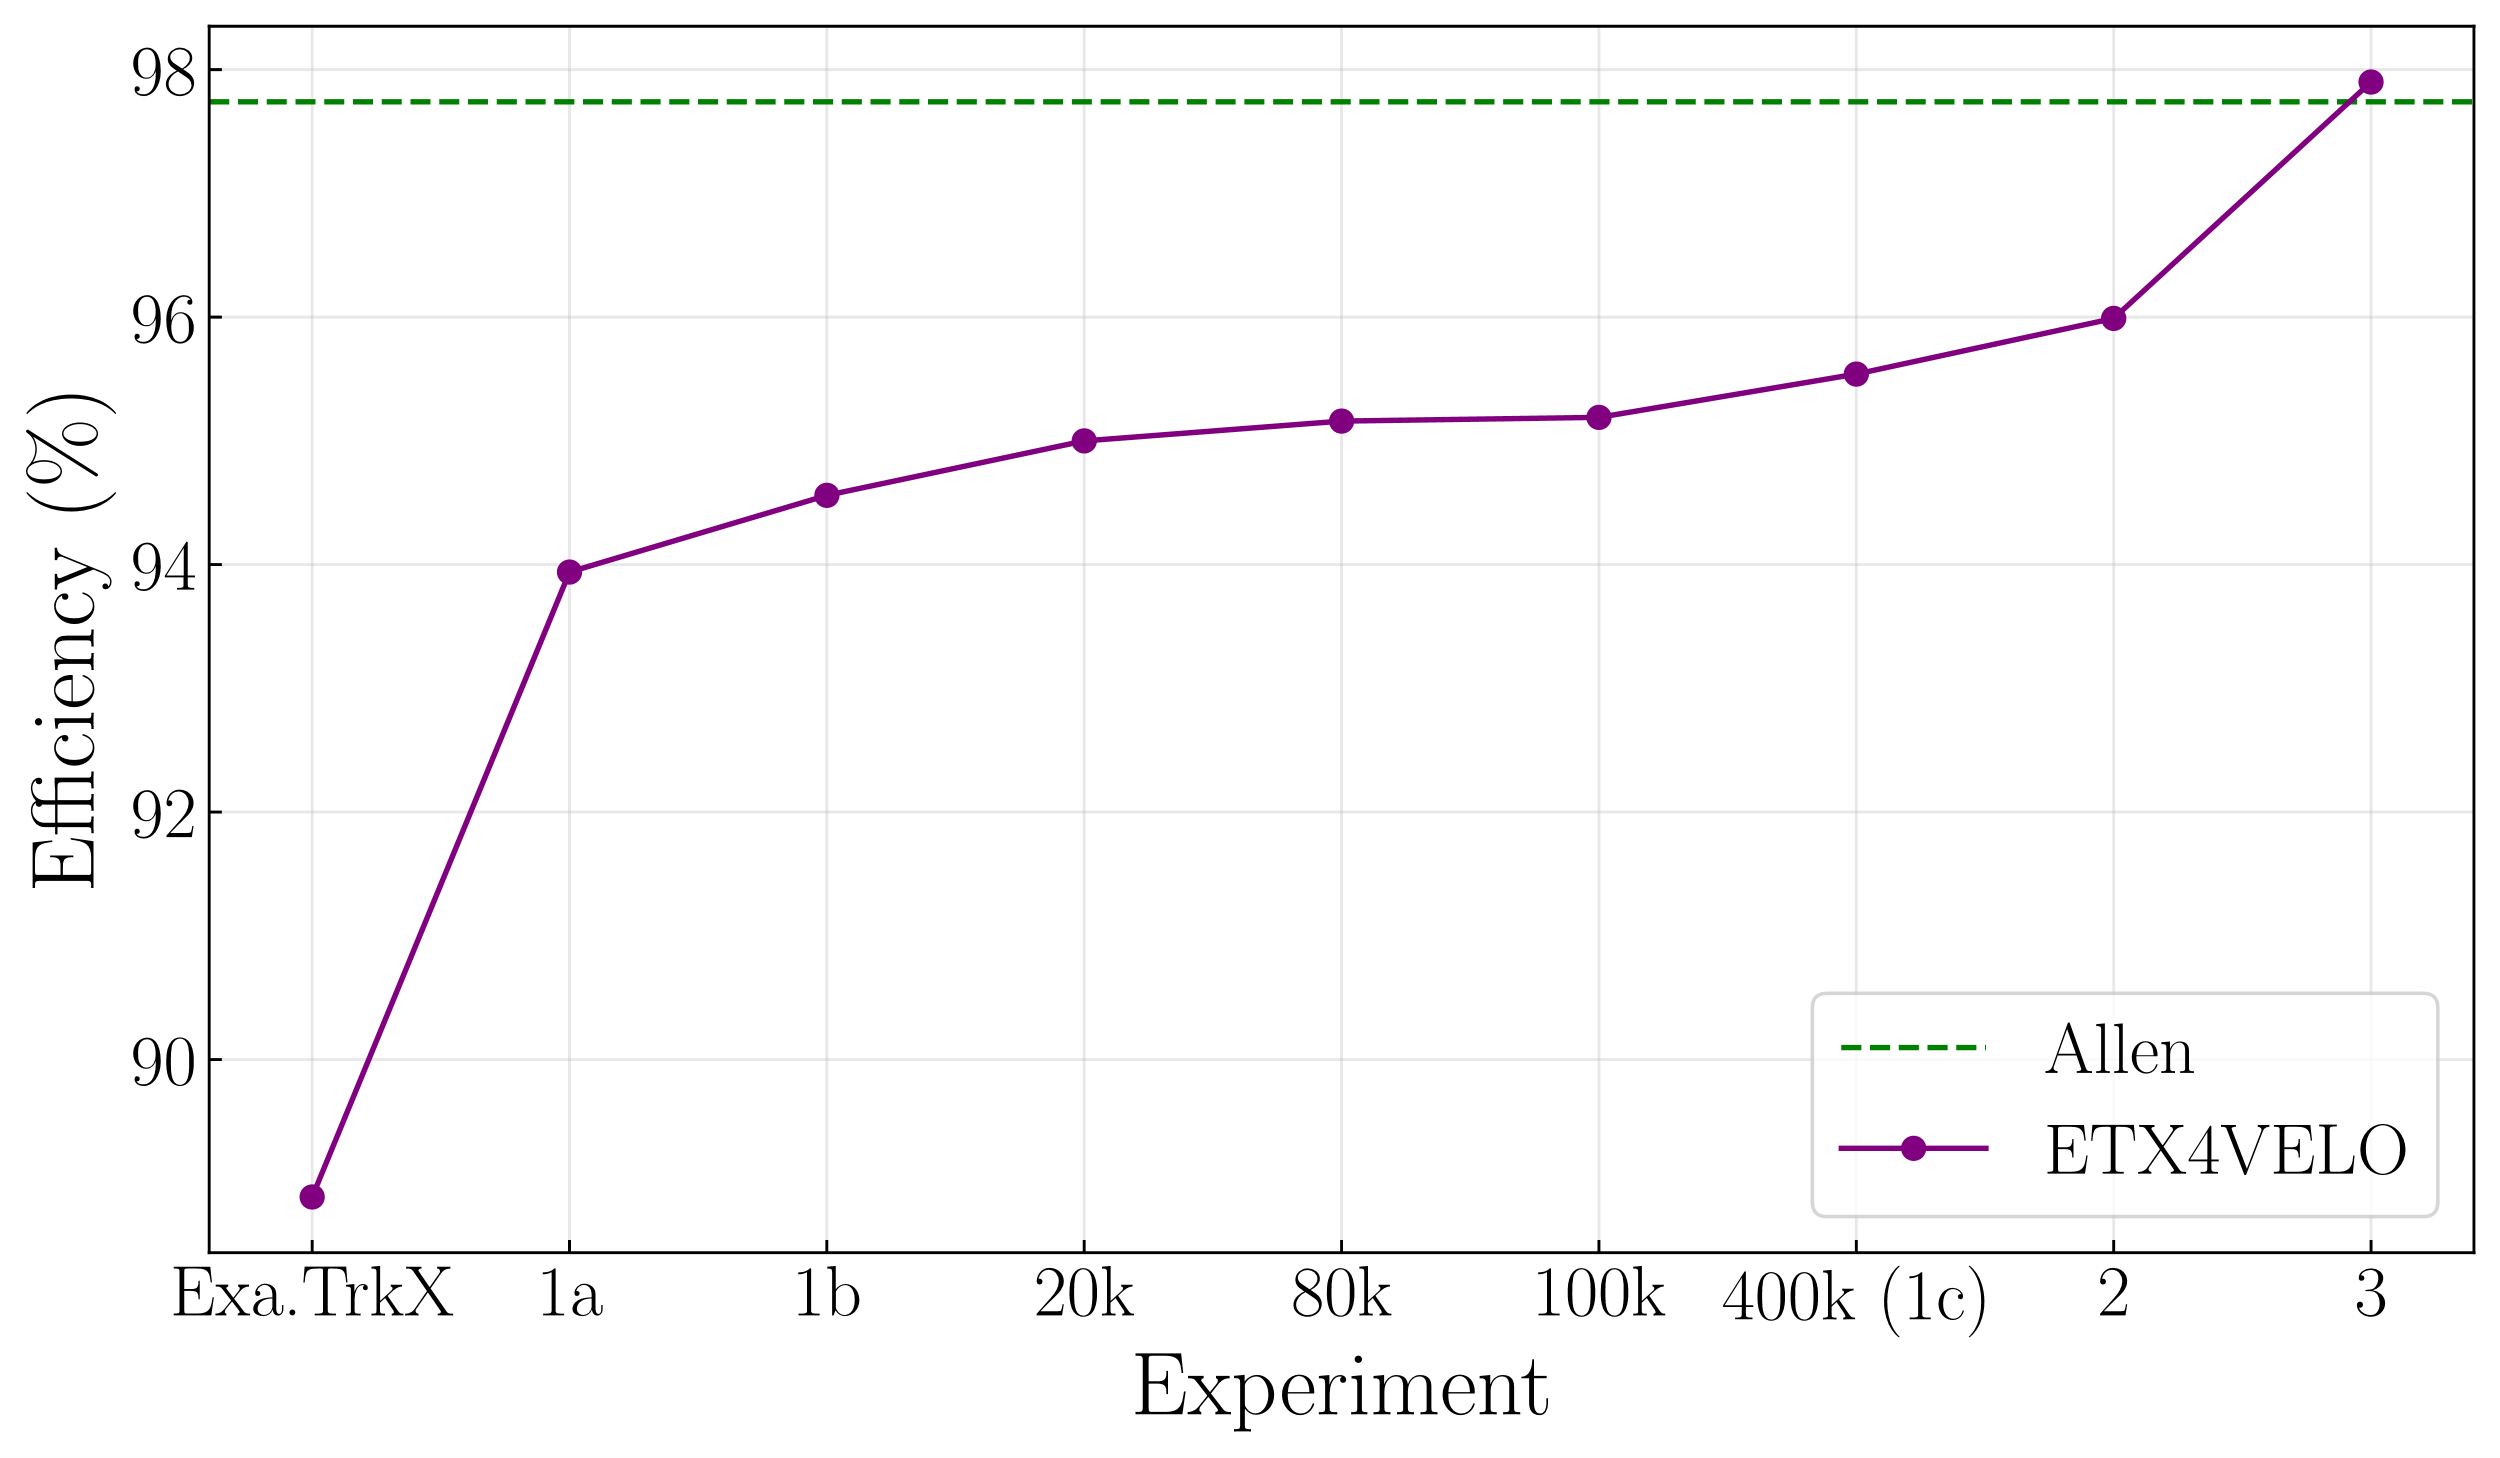 98
96
94
92
90
Efficiency (%)
Allen
ETX4VELO
Exa.TrkX 1a 1b 20k 80k 100k 400k (1c) 2 3
Experiment